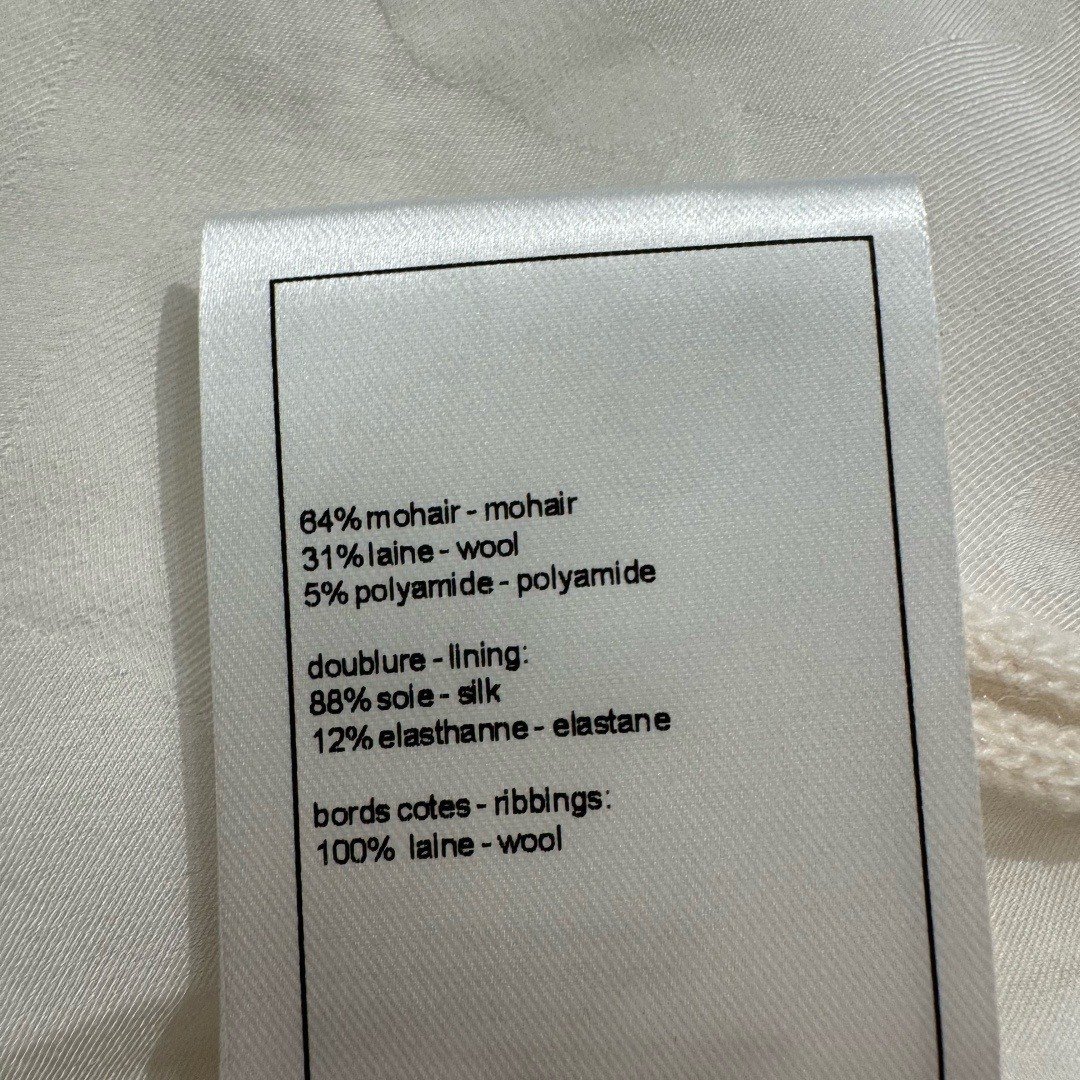 64% mohair - mohair
31% laine - wool
5% polyamide - polyamide
doublure - lining:
88% soie - silk
12% elasthanne - elastane
bords cotes - ribbings:
100% laine - wool